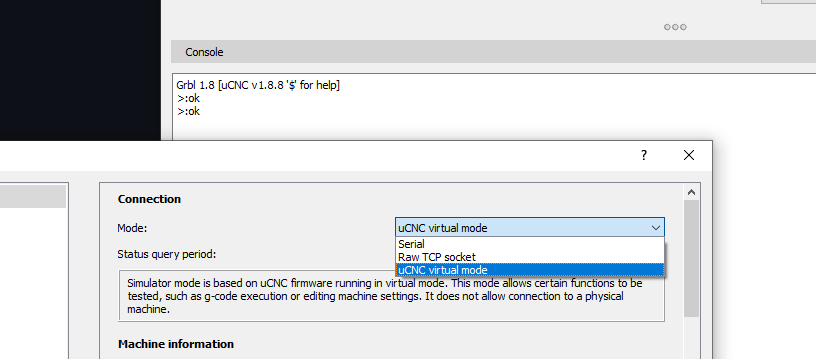 Console
Grbl 1.8 [uCNC v1.8.8 '$' for help]
>:ok
>:ok
?
Connection
Mode:
uCNC virtual mode
Serial
Raw TCP socket
uCNC virtual mode
Status query period:
Simulator mode is based on uCNC firmware running in virtual mode. This mode allows certain functions to be
tested, such as g-code execution or editing machine settings. It does not allow connection to a physical
machine.
Machine information